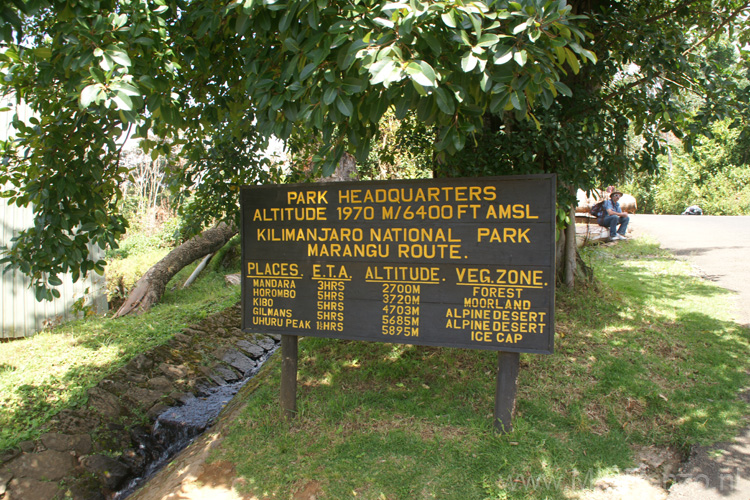 PARK HEADQUARTERS
ALTITUDE 1970 M/6400 FT AMSL
KILIMANJARO NATIONAL PARK
MARANGU ROUTE.
PLACES. E.T.A. ALTITUDE. VEG,ZONE.
MANDARA 3HRS 2700M FOREST
HOROMBO 5HRS 3720M MOORLAND
KIBO 5HRS 4703M ALPINE DESERT
GILMANS 5HRS 5685M ALPINE DESERT
UHURU PEAK 5895M ICE CAP